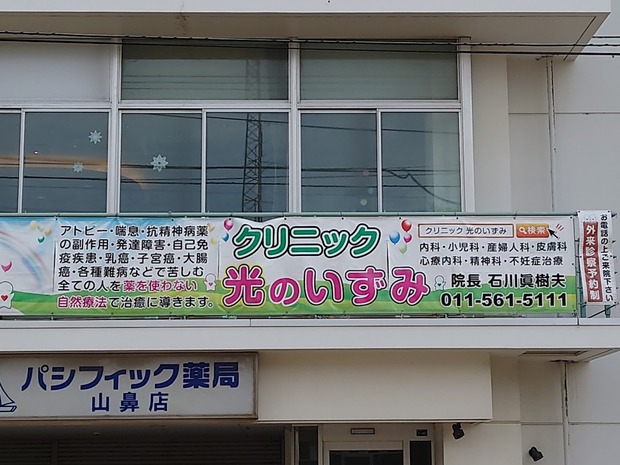 アトピー・喘息・抗精神病薬
の副作用・発達障害・自己免
疫疾患・乳癌・子宮癌・大腸
癌・各種難病などで苦しむ
全ての人を薬を使わない
自然療法で治癒に導きます。
クリニック
光のいずみ
クリニック 光のいずみ 検索
内科・小児科・産婦人科・皮膚科
心療内科・精神科・不妊症治療
院長 石川眞樹夫
011-561-5111
お電話の上ご来院下さい
外来診察予約制
パシフィック薬局
山鼻店